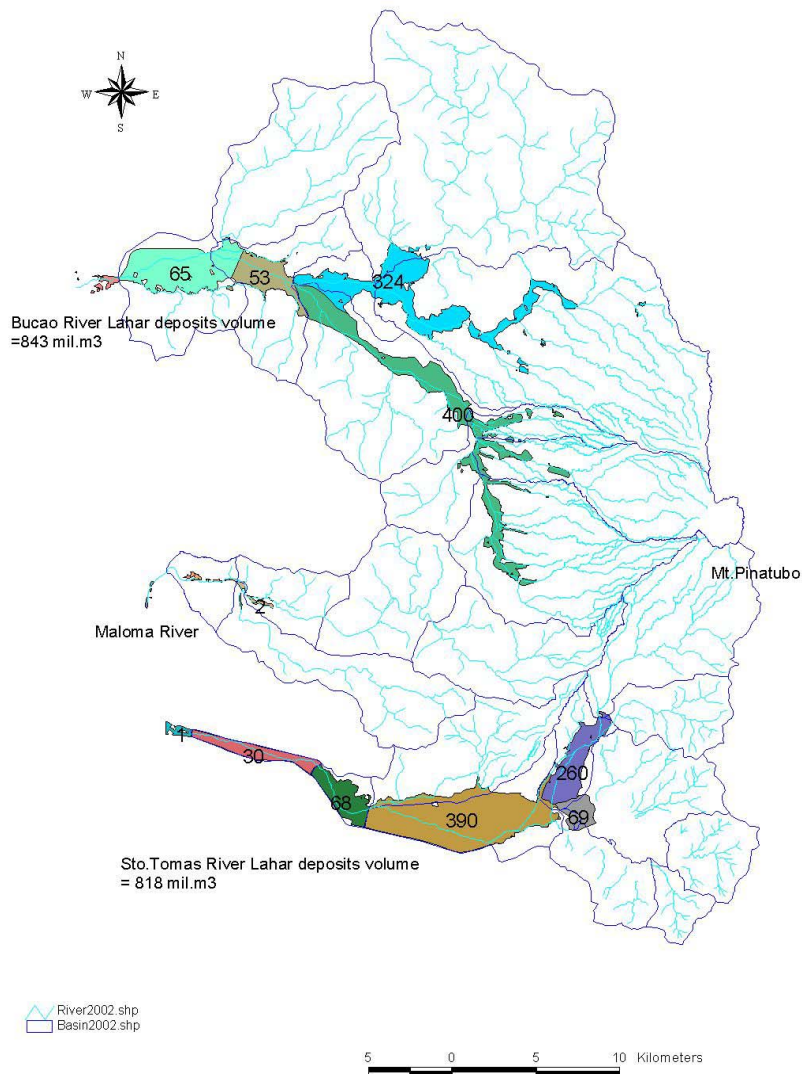 N
W E
S
65
53
324
Bucao River Lahar deposits volume
=843 mil.m3
400
Mt.Pinatubo
2
Maloma River
1
30
260
68
390
69
Sto.Tomas River Lahar deposits volume
= 818 mil.m3
River2002.shp
Basin2002.shp
5 0 5 10 Kilometers